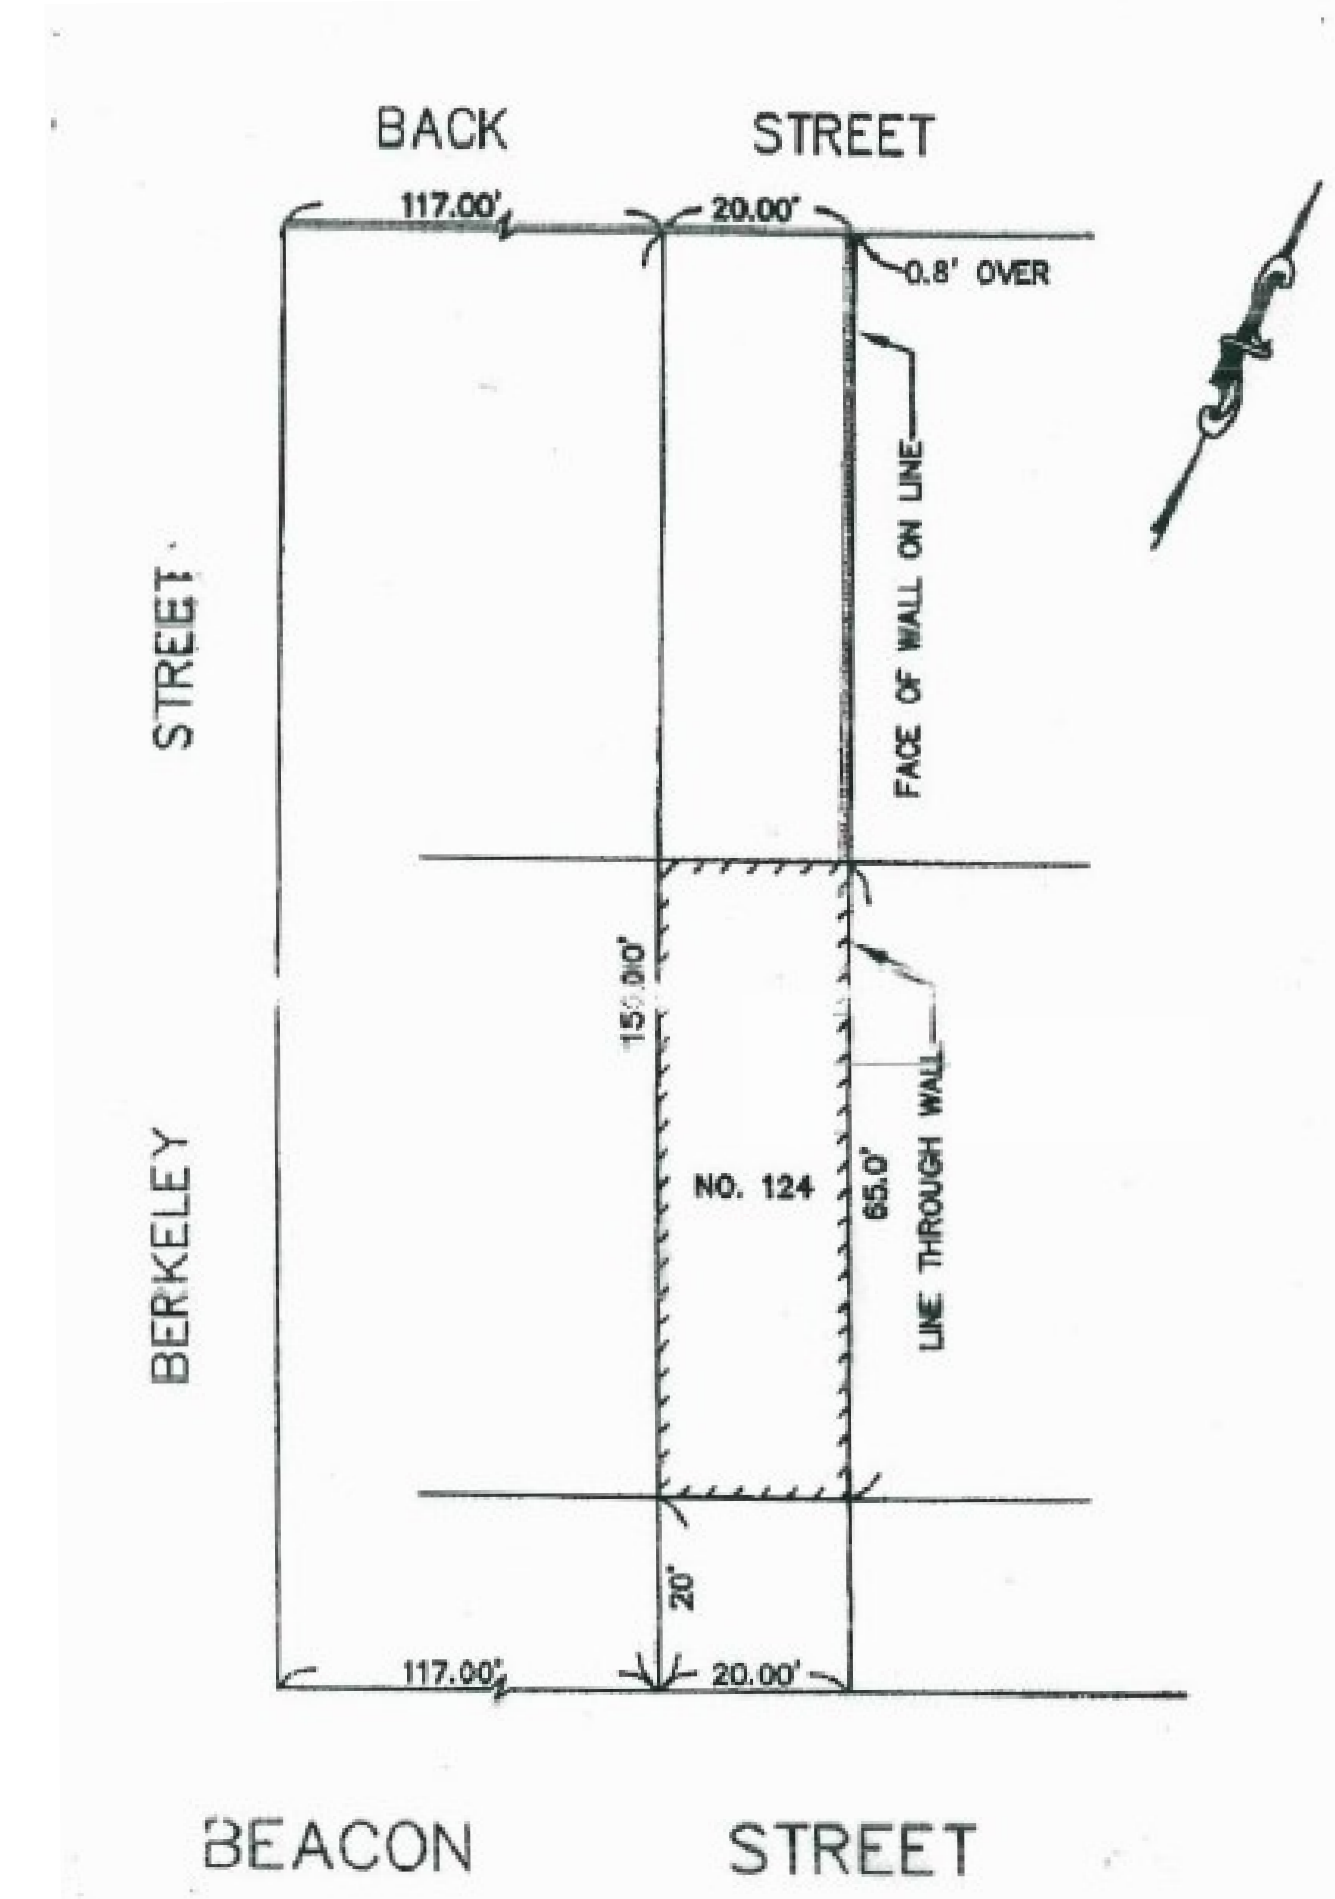 BACK STREET
117.00' 20.00'
0.8' OVER
FACE OF WALL ON LINE
STREET
BERKELEY
NO. 124
65.0'
LINE THROUGH WALL
20'
117.00' 20.00'
BEACON STREET